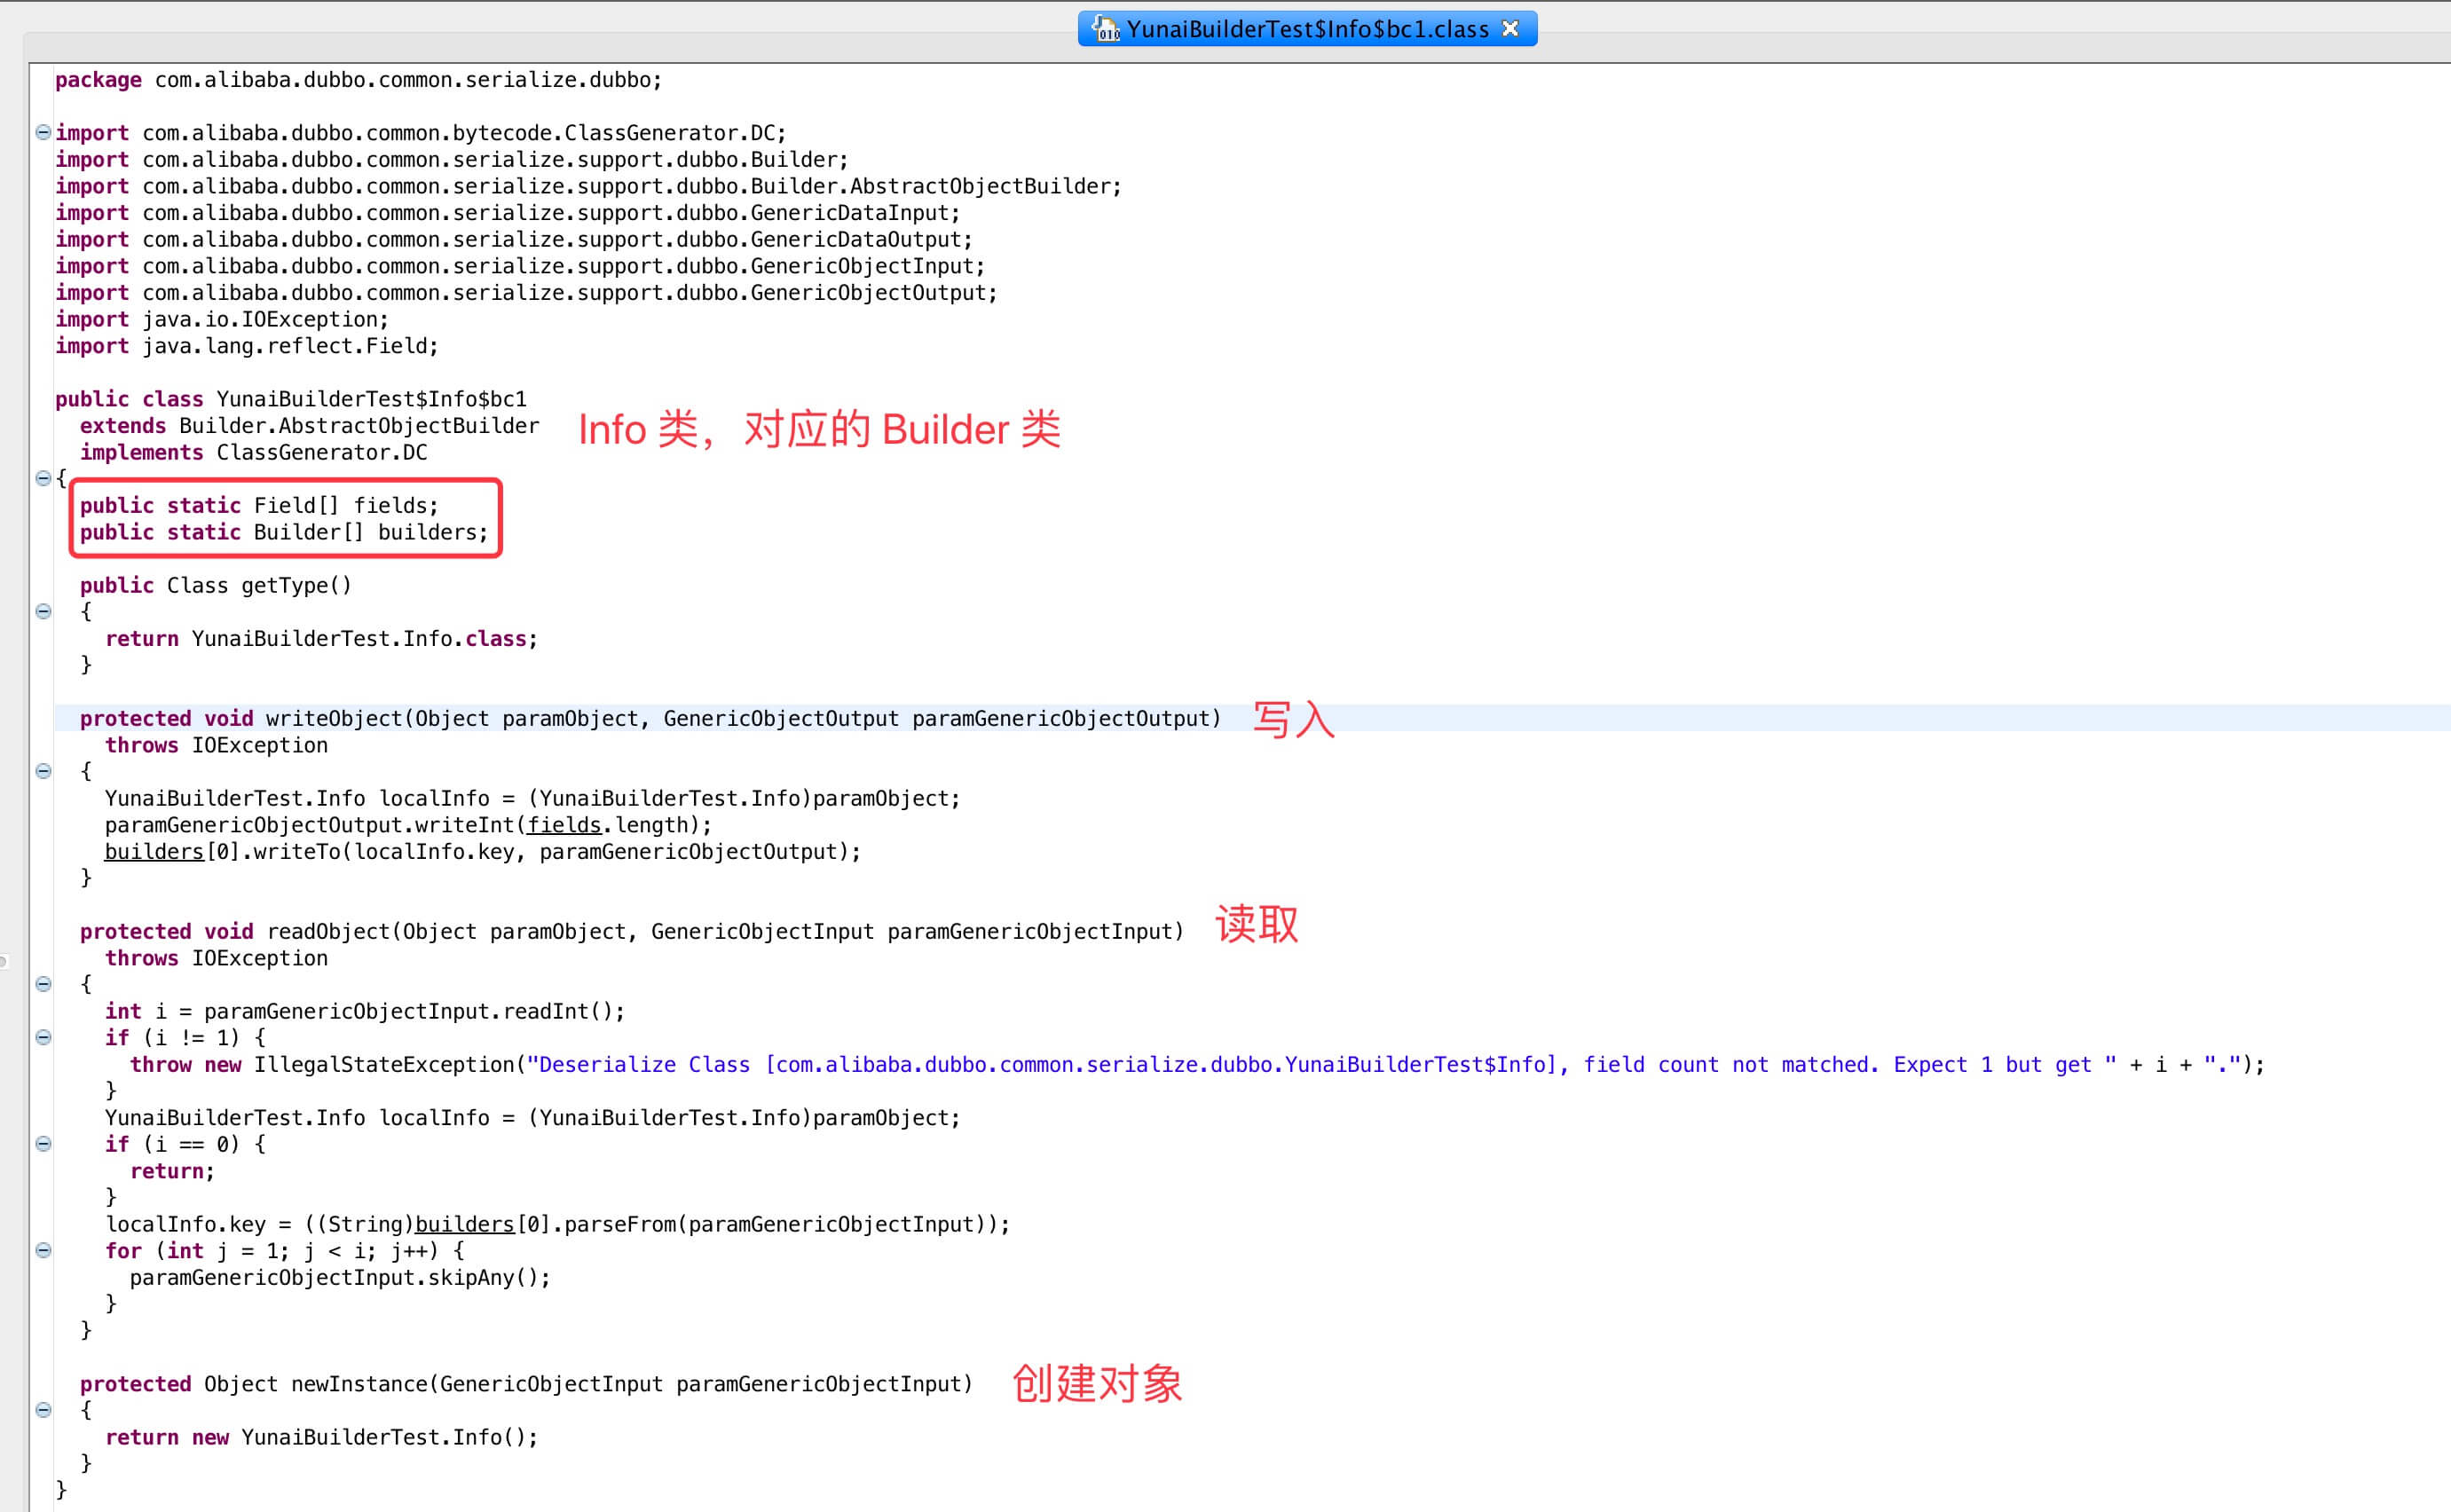 YunaiBuilderTest$Info$bc1.class
package com.alibaba.dubbo.common.serialize.dubbo;
import com.alibaba.dubbo.common.bytecode.ClassGenerator.DC;
import com.alibaba.dubbo.common.serialize.support.dubbo.Builder;
import com.alibaba.dubbo.common.serialize.support.dubbo.Builder.AbstractObjectBuilder;
import com.alibaba.dubbo.common.serialize.support.dubbo.GenericDataInput;
import com.alibaba.dubbo.common.serialize.support.dubbo.GenericDataOutput;
import com.alibaba.dubbo.common.serialize.support.dubbo.GenericObjectInput;
import com.alibaba.dubbo.common.serialize.support.dubbo.GenericObjectOutput;
import java.io.IOException;
import java.lang.reflect.Field;
public class YunaiBuilderTest$Info$bc1
extends Builder.AbstractObjectBuilder
Info 类，对应的 Builder 类
implements ClassGenerator.DC
{
public static Field[] fields;
public static Builder[] builders;
public Class getType()
{
return YunaiBuilderTest.Info.class;
}
protected void writeObject(Object paramObject, GenericObjectOutput paramGenericObjectOutput) 写入
throws IOException
{
YunaiBuilderTest.Info localInfo = (YunaiBuilderTest.Info)paramObject;
paramGenericObjectOutput.writeInt(fields.length);
builders[0].writeTo(localInfo.key, paramGenericObjectOutput);
}
protected void readObject(Object paramObject, GenericObjectInput paramGenericObjectInput) 读取
throws IOException
{
int i = paramGenericObjectInput.readInt();
if (i != 1) {
throw new IllegalStateException("Deserialize Class [com.alibaba.dubbo.common.serialize.dubbo.YunaiBuilderTest$Info], field count not matched. Expect 1 but get " + i + ".");
}
YunaiBuilderTest.Info localInfo = (YunaiBuilderTest.Info)paramObject;
if (i == 0) {
return;
}
localInfo.key = ((String)builders[0].parseFrom(paramGenericObjectInput));
for (int j = 1; j < i; j++) {
paramGenericObjectInput.skipAny();
}
}
protected Object newInstance(GenericObjectInput paramGenericObjectInput) 创建对象
{
return new YunaiBuilderTest.Info();
}
}